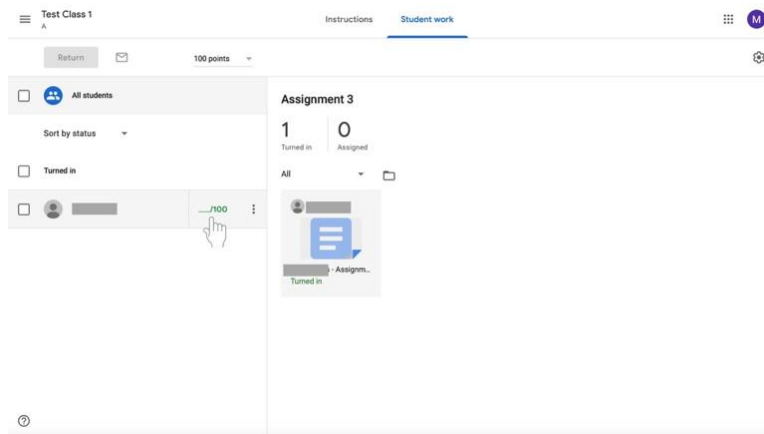 Test Class 1
A
Instructions
Student work
M
Return
100 points
All students
Sort by status
Turned in
__/100
Assignment 3
1
Turned in
0
Assigned
All
- Assignm...
Turned in